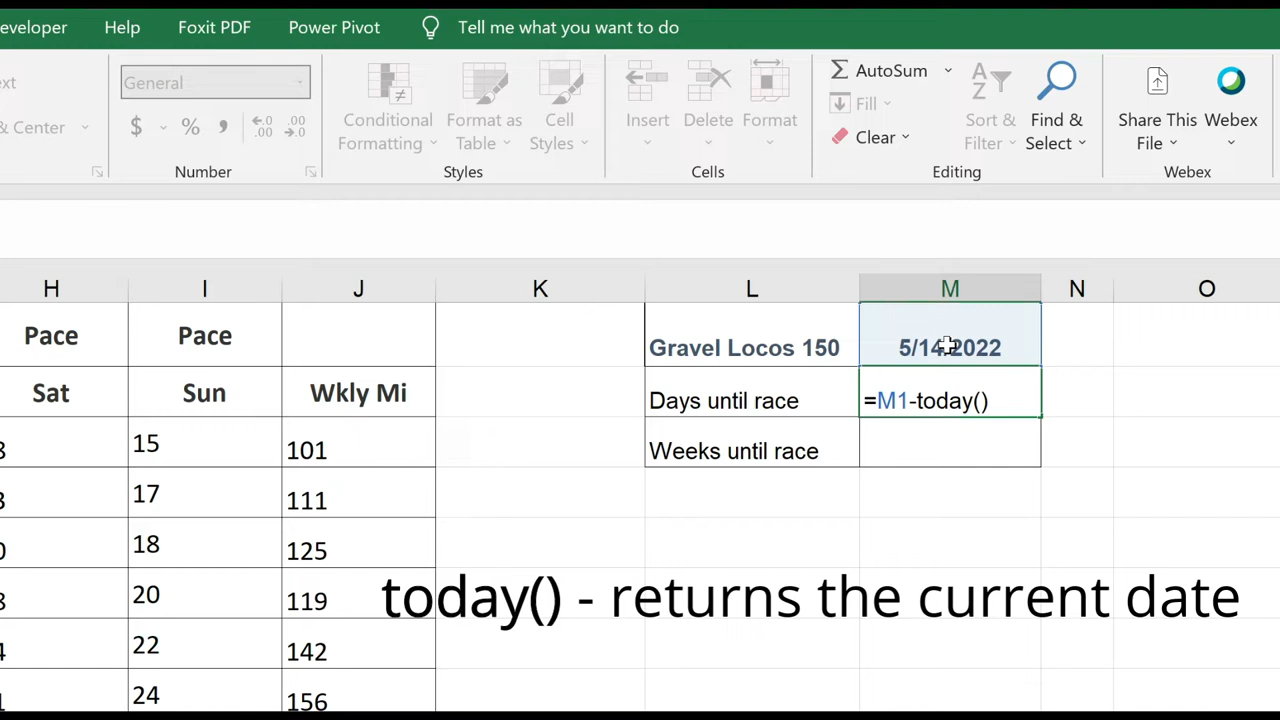 eveloper Help Foxit PDF Power Pivot Tell me what you want to do
ext General AutoSum
Fill
& Center $ % , .00 .00 Conditional Formatting Format as Table Cell Styles Insert Delete Format Clear Sort & Filter Find & Select Share This File Webex
Number Styles Cells Editing Webex
H I J K L M N O
Pace Pace Gravel Locos 150 5/14/2022
Sat Sun Wkly Mi Days until race =M1-today()
15 101 Weeks until race
17 111
18 125
20 119
22 142
24 156
today() - returns the current date